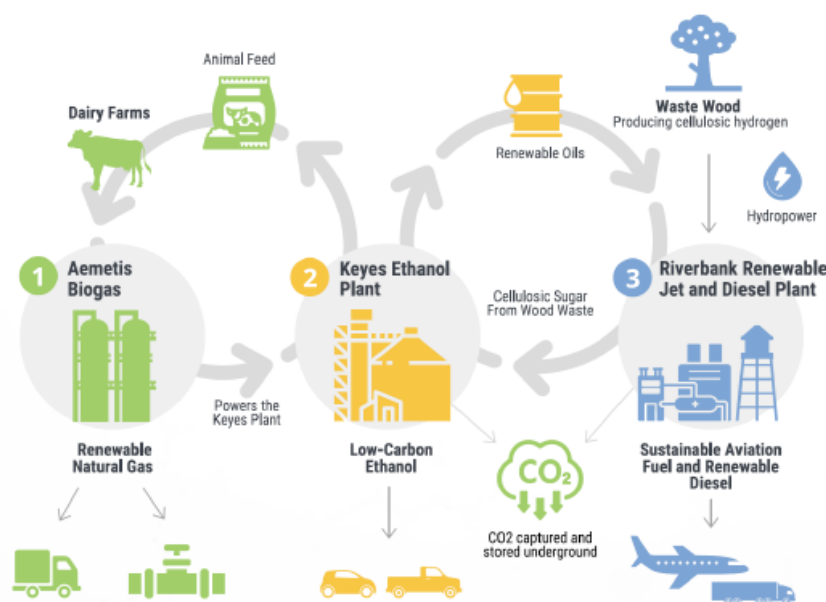 Animal Feed
Dairy Farms
Renewable Oils
Waste Wood
Producing cellulosic hydrogen
Hydropower
1
Aemetis
Biogas
2
Keyes Ethanol
Plant
Cellulosic Sugar
From Wood Waste
3
Riverbank Renewable
Jet and Diesel Plant
Powers the
Keyes Plant
Renewable
Natural Gas
Low-Carbon
Ethanol
CO2
CO2 captured and
stored underground
Sustainable Aviation
Fuel and Renewable
Diesel